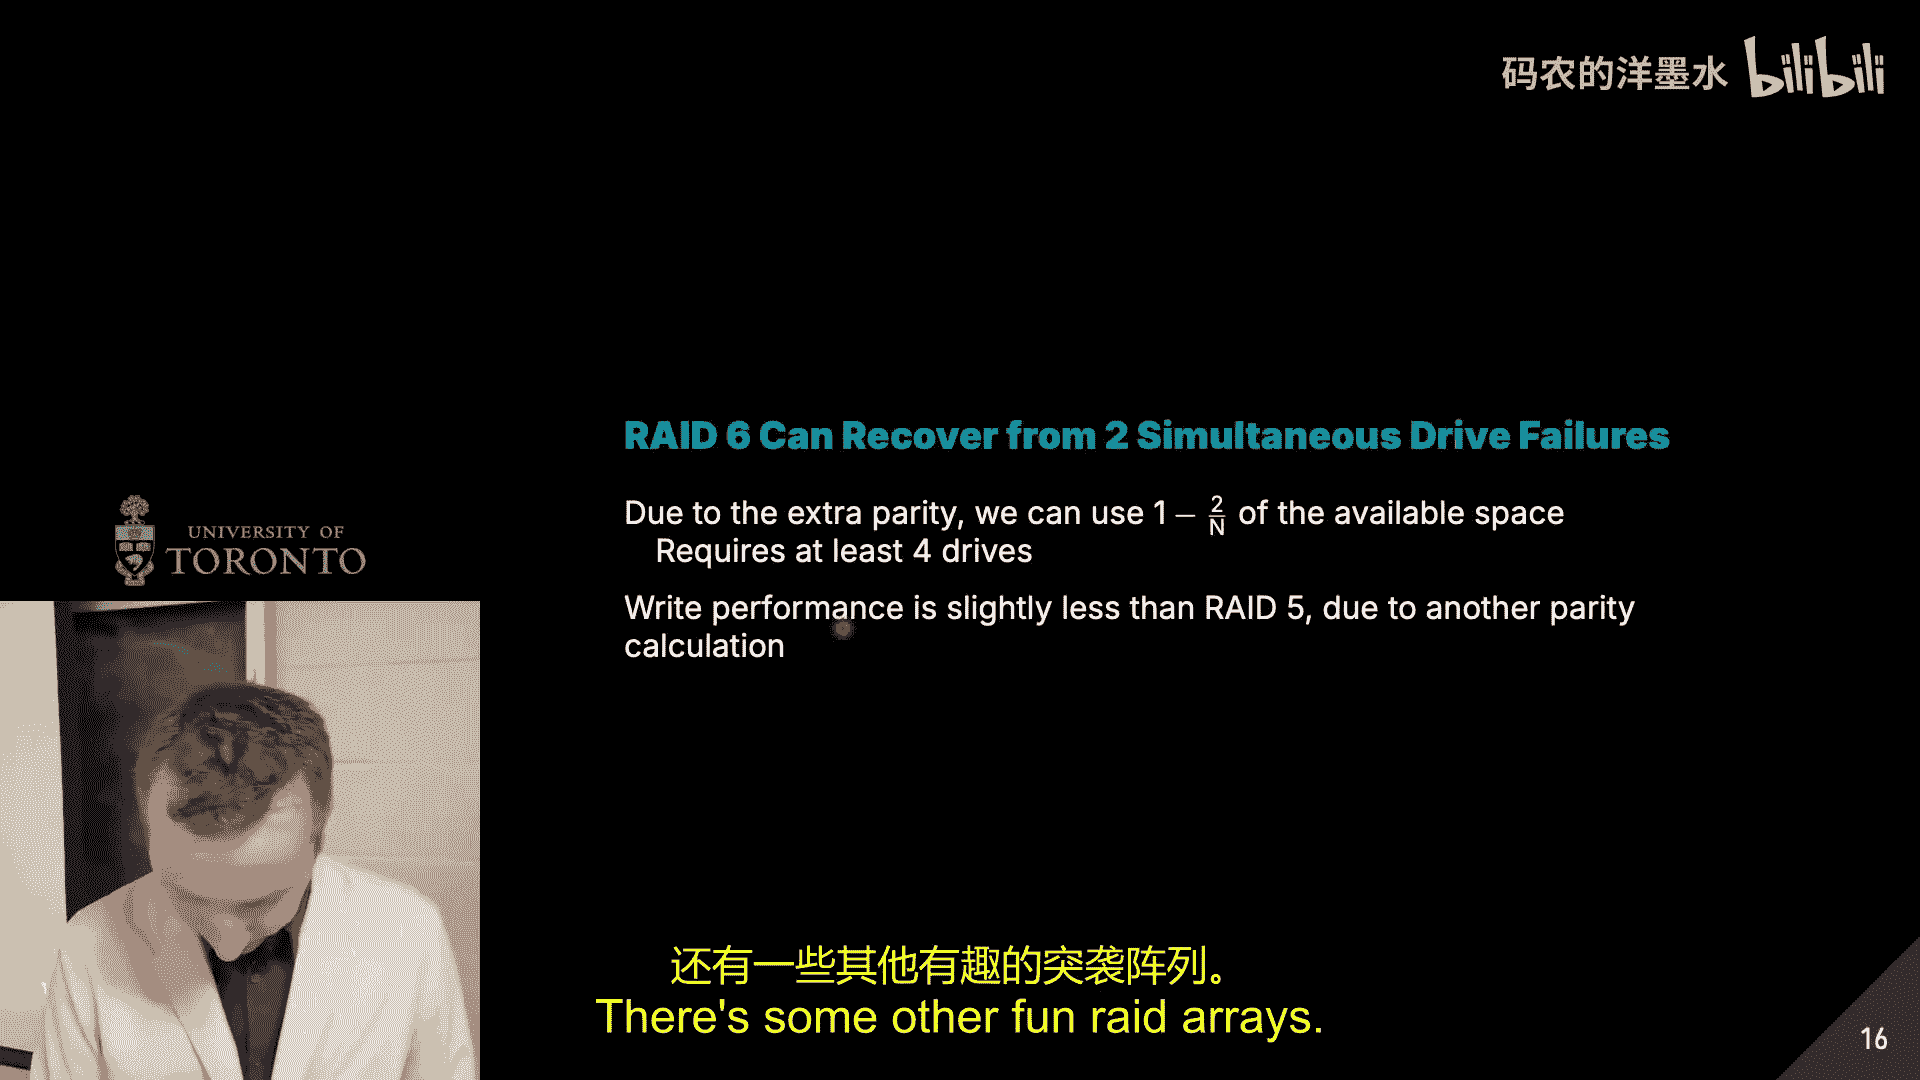 码农的洋墨水 bilibili
RAID 6 Can Recover from 2 Simultaneous Drive Failures
Due to the extra parity, we can use 1 − 2/N of the available space
Requires at least 4 drives
Write performance is slightly less than RAID 5, due to another parity
calculation
UNIVERSITY OF
TORONTO
还有一些其他有趣的突袭阵列。
There's some other fun raid arrays.
16